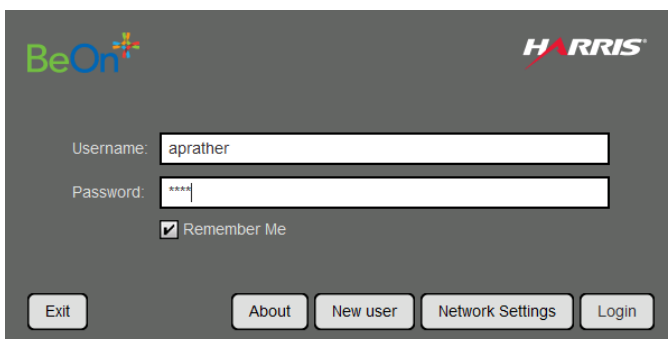 BeOn
HARRIS
Username: aprather
Password: ****
Remember Me
Exit About New user Network Settings Login